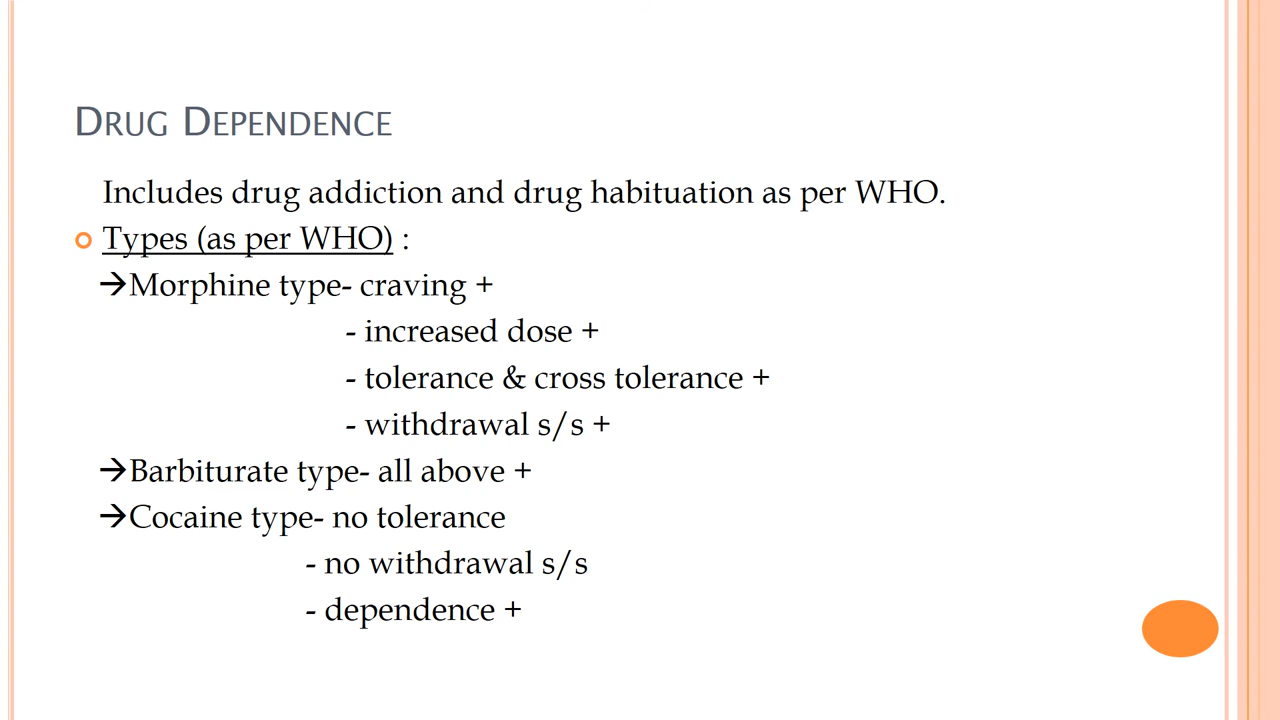 DRUG DEPENDENCE
Includes drug addiction and drug habituation as per WHO.
Types (as per WHO) :
→Morphine type- craving +
- increased dose +
- tolerance & cross tolerance +
- withdrawal s/s +
→Barbiturate type- all above +
→Cocaine type- no tolerance
- no withdrawal s/s
- dependence +